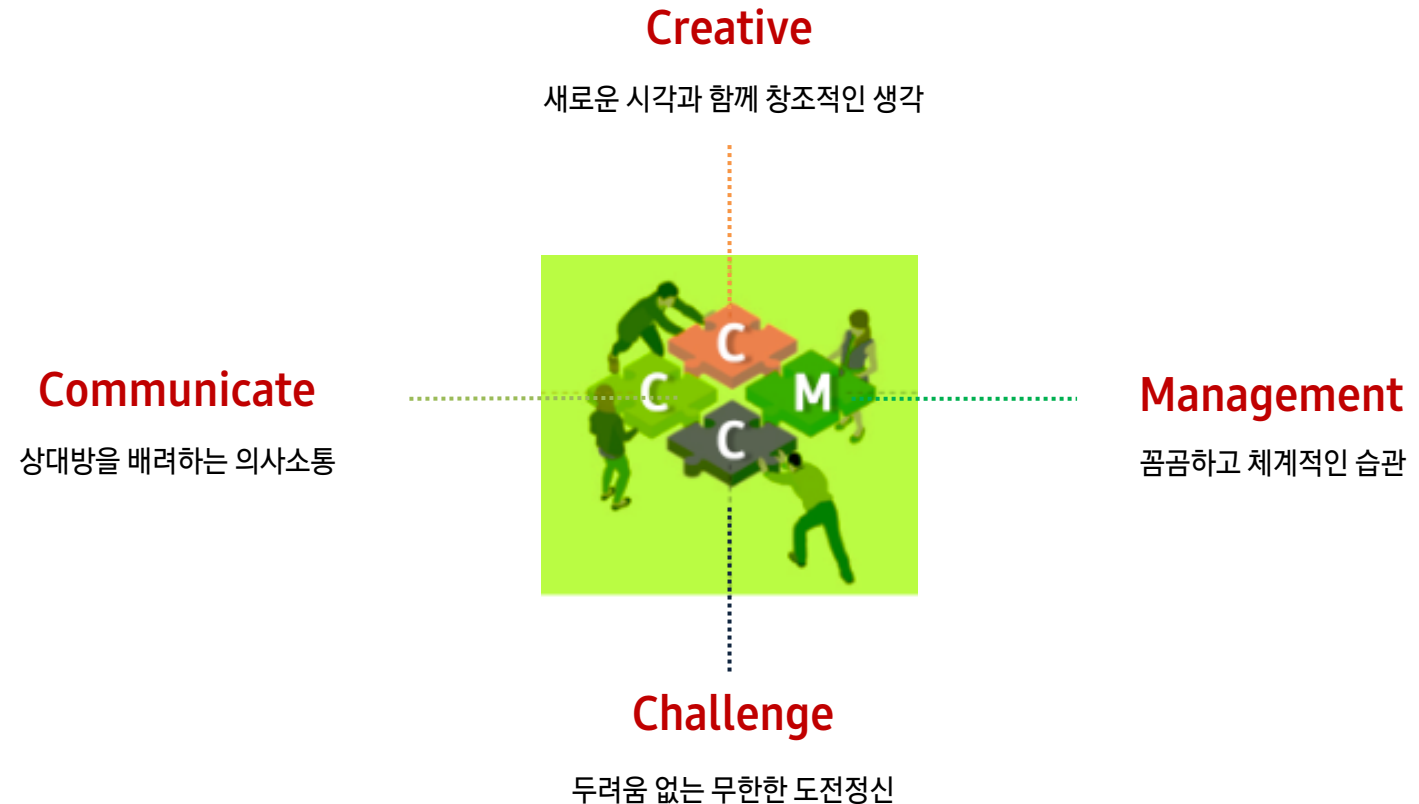 Creative
새로운 시각과 함께 창조적인 생각
C
C
M
C
Communicate
상대방을 배려하는 의사소통
Management
꼼꼼하고 체계적인 습관
Challenge
두려움 없는 무한한 도전정신